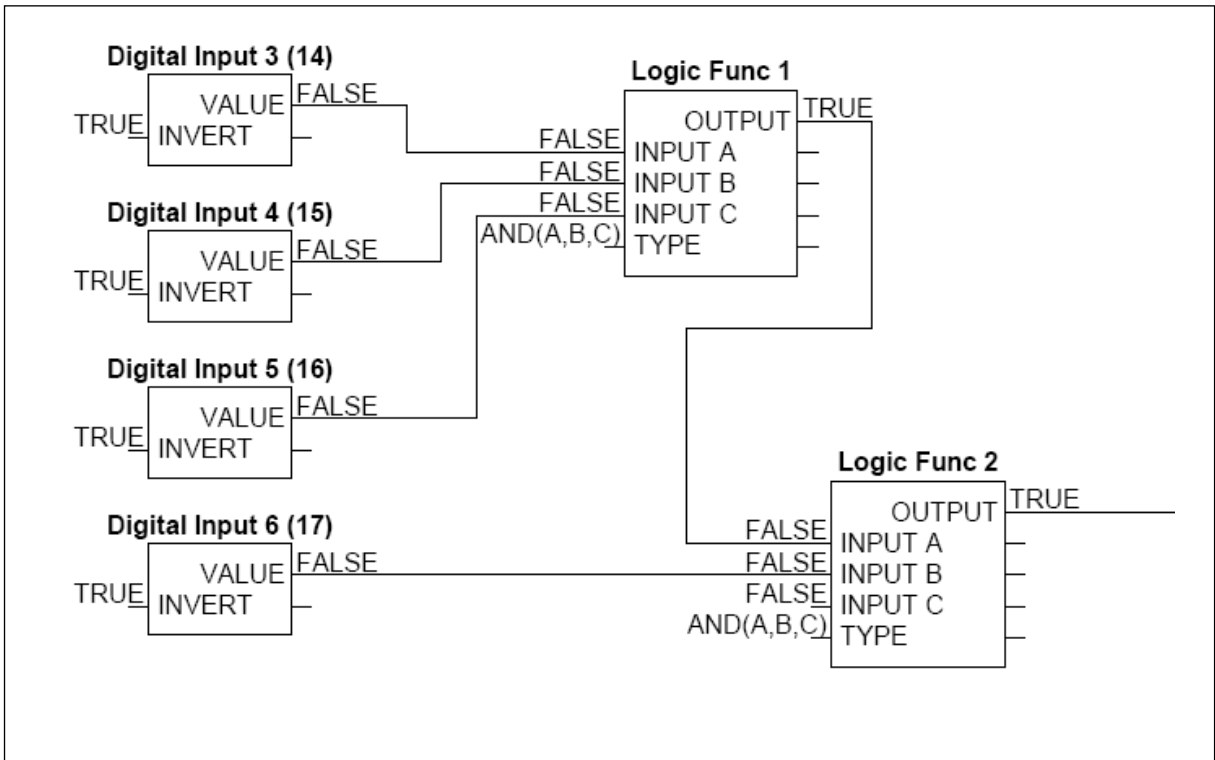 Digital Input 3 (14)
VALUE FALSE
TRUE INVERT
Digital Input 4 (15)
VALUE FALSE
TRUE INVERT
Digital Input 5 (16)
VALUE FALSE
TRUE INVERT
Digital Input 6 (17)
VALUE FALSE
TRUE INVERT
Logic Func 1
OUTPUT TRUE
FALSE INPUT A
FALSE INPUT B
FALSE INPUT C
AND(A,B,C) TYPE
Logic Func 2
OUTPUT TRUE
FALSE INPUT A
FALSE INPUT B
FALSE INPUT C
AND(A,B,C) TYPE